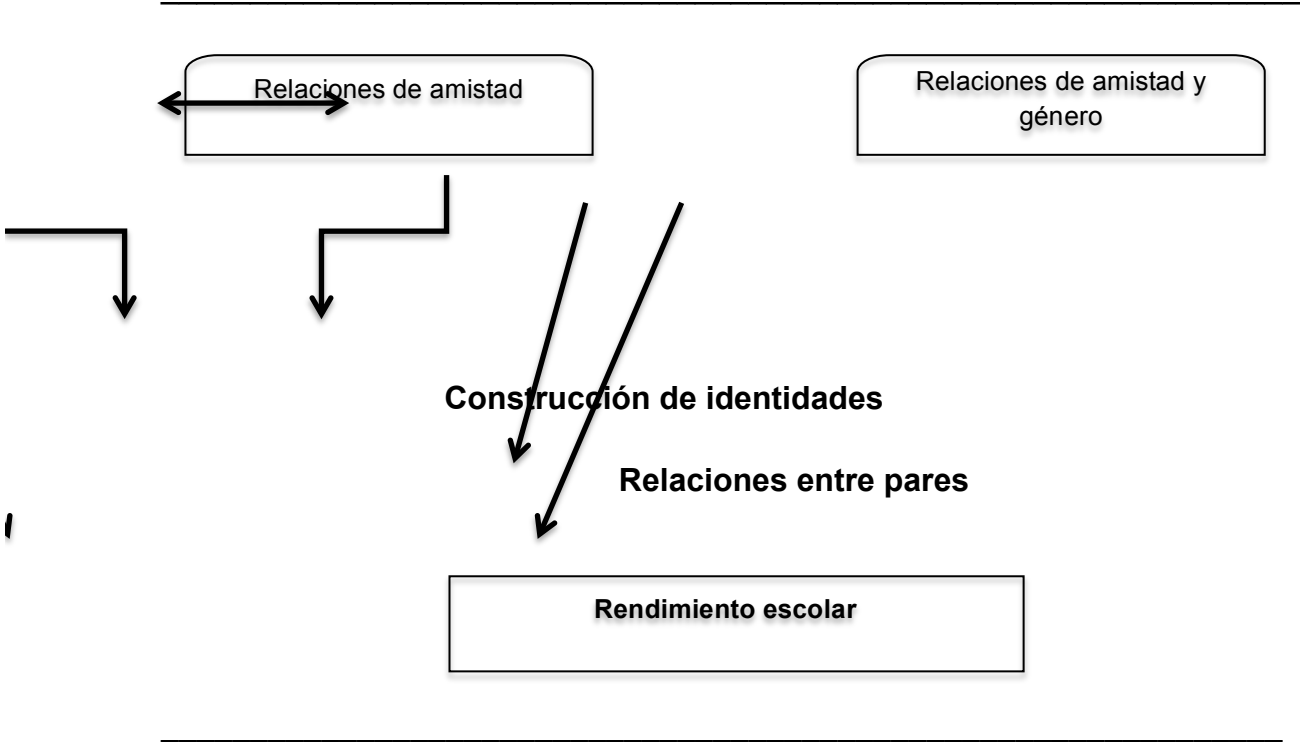 Relaciones de amistad
Relaciones de amistad y
género
Construcción de identidades
Relaciones entre pares
Rendimiento escolar